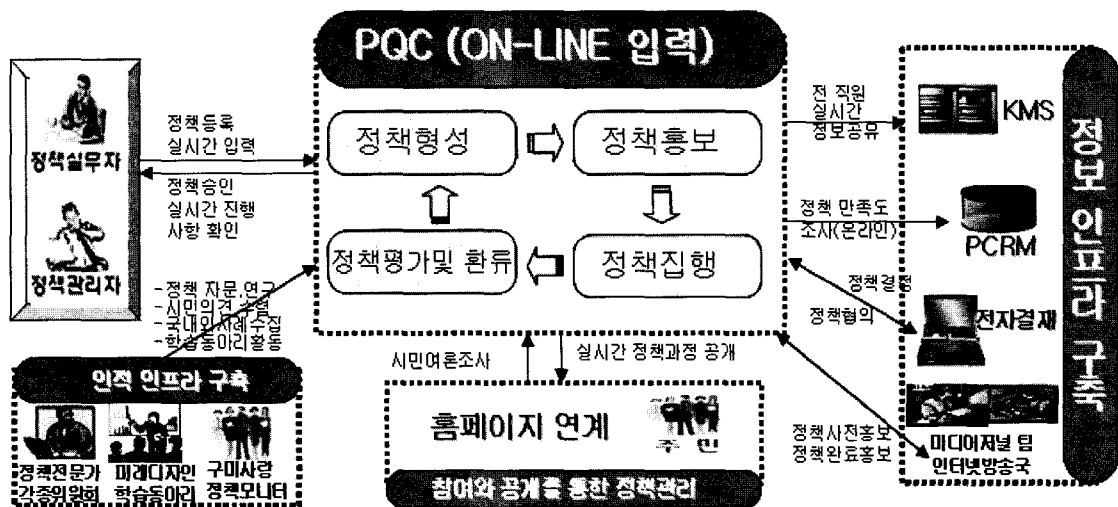 PQC (ON-LINE 입력)
정책실무자
정책관리자
정책등록
실시간 입력
정책승인
실시간 진행
사항 확인
정책형성
정책홍보
정책평가및 환류
정책집행
전 직원
실시간
정보공유
KMS
정책 만족도
조사(온라인)
PCRM
정책결정
정책협의
전자결재
정책사전홍보
정책완료홍보
미디어저널 팀
인터넷방송국
정보 인프라 구축
-정책 자문,연구
-시민의견 수렴
-국내외사례수집
-학습동아리활동
인적 인프라 구축
정책전문가
각종위원회
미래디자인
학습동아리
구미사랑
정책모니터
시민여론조사
실시간 정책과정 공개
홈페이지 연계
주 민
참여와 공개를 통한 정책관리